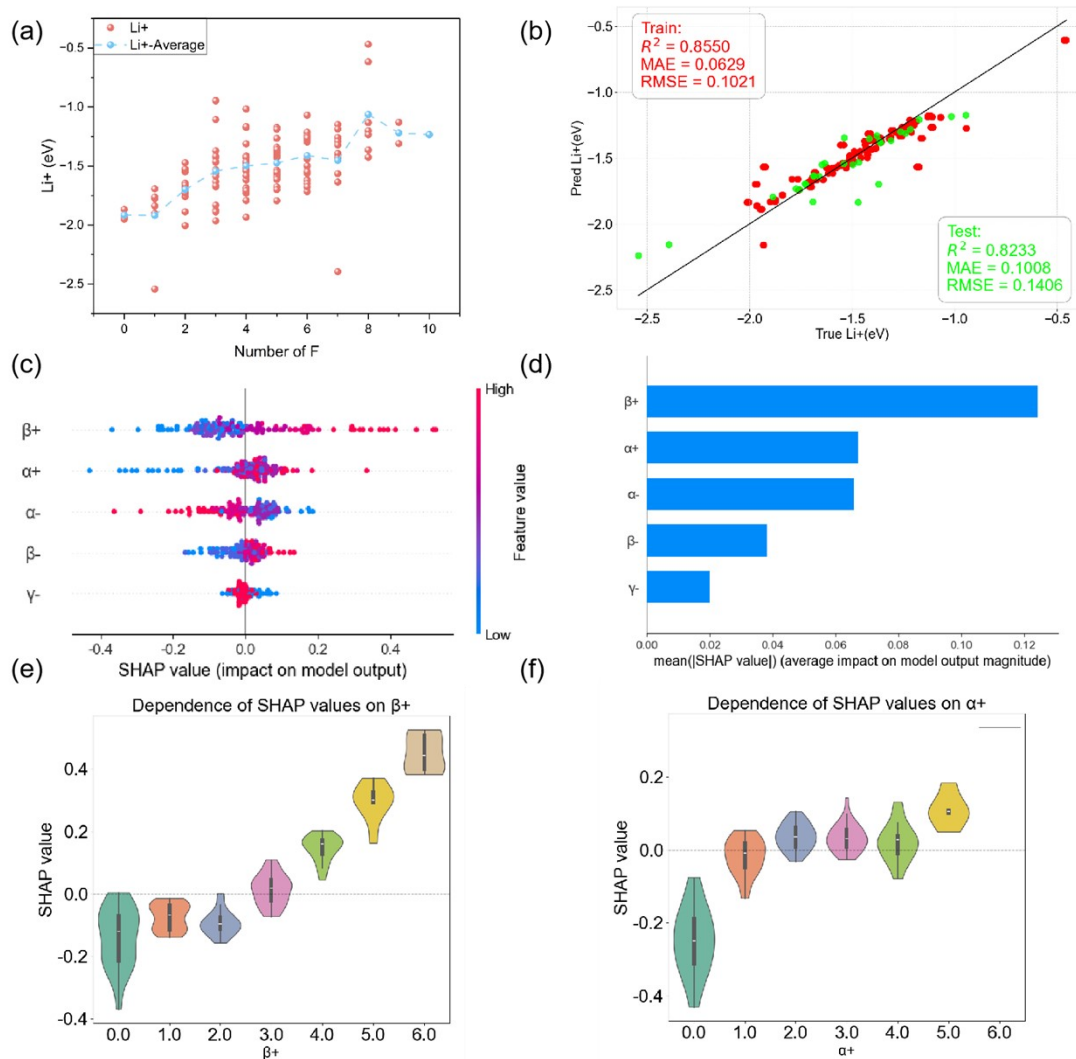 (a)
Li+
Li+-Average
−0.5
−1.0
−1.5
−2.0
−2.5
Li+ (eV)
0 2 4 6 8 10
Number of F
(b)
Train:
R² = 0.8550
MAE = 0.0629
RMSE = 0.1021
Test:
R² = 0.8233
MAE = 0.1008
RMSE = 0.1406
−0.5
−1.0
−1.5
−2.0
−2.5
Pred Li+(eV)
−2.5 −2.0 −1.5 −1.0 −0.5
True Li+(eV)
(c)
β+
α+
α-
β-
γ-
High
Feature value
Low
-0.4 -0.2 0.0 0.2 0.4
SHAP value (impact on model output)
(d)
β+
α+
α-
β-
γ-
0.00 0.02 0.04 0.06 0.08 0.10 0.12
mean(|SHAP value|) (average impact on model output magnitude)
(e)
Dependence of SHAP values on β+
0.4
0.2
0.0
-0.2
-0.4
SHAP value
0.0 1.0 2.0 3.0 4.0 5.0 6.0
β+
(f)
Dependence of SHAP values on α+
0.2
0.0
-0.2
-0.4
SHAP value
0.0 1.0 2.0 3.0 4.0 5.0 6.0
α+